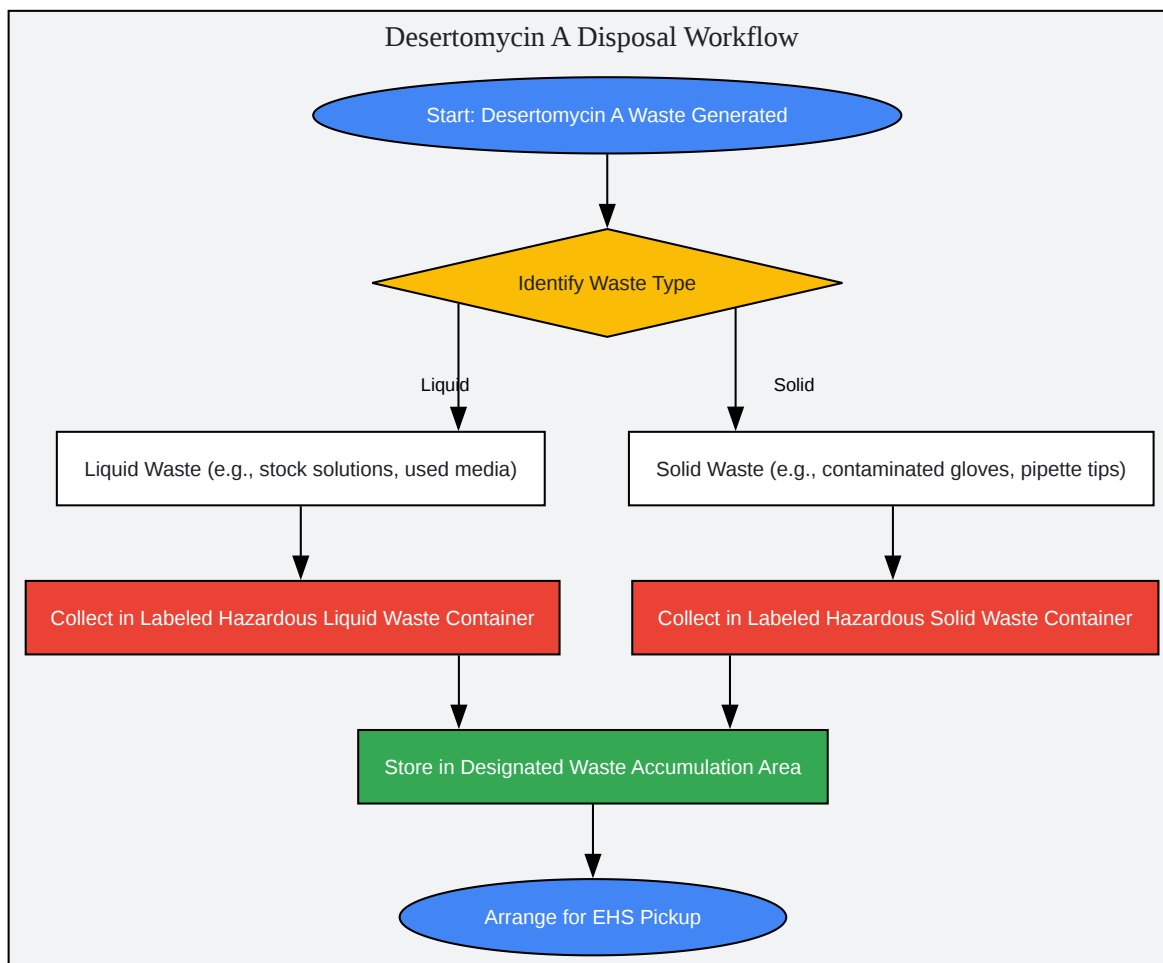 Desertomycin A Disposal Workflow
Start: Desertomycin A Waste Generated
Identify Waste Type
Liquid
Solid
Liquid Waste (e.g., stock solutions, used media)
Solid Waste (e.g., contaminated gloves, pipette tips)
Collect in Labeled Hazardous Liquid Waste Container
Collect in Labeled Hazardous Solid Waste Container
Store in Designated Waste Accumulation Area
Arrange for EHS Pickup